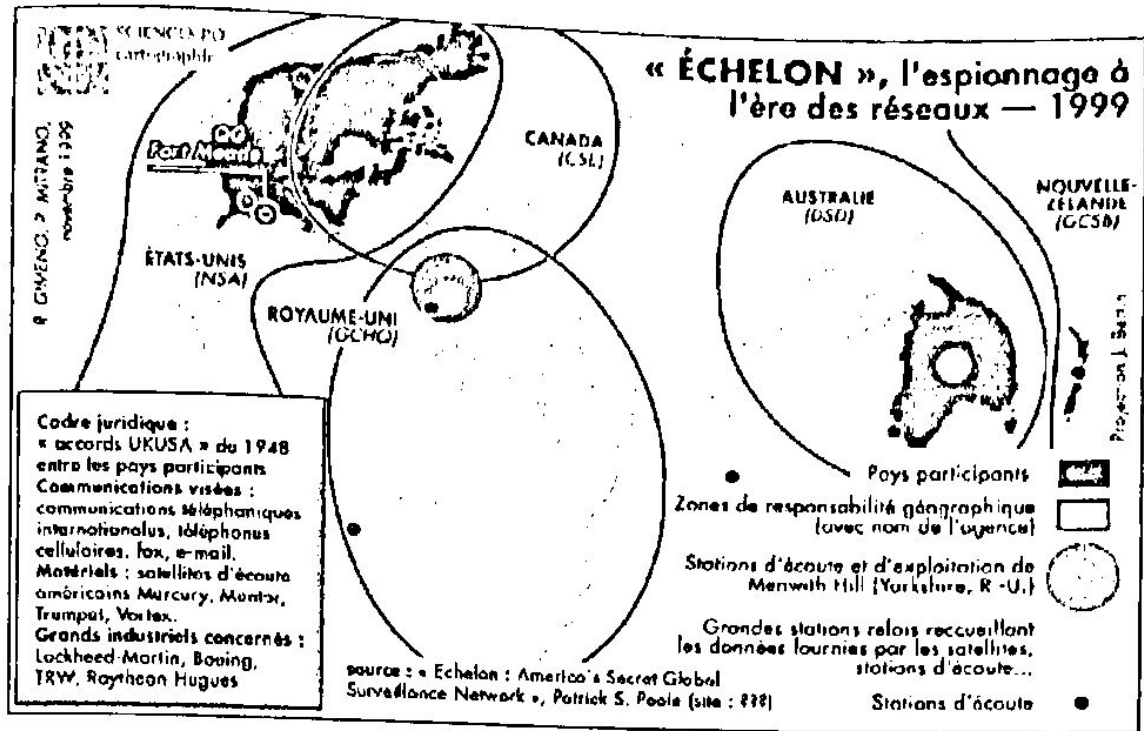 SCIENCES-PO
cartographie
« ÉCHELON », l'espionnage à
l'ère des réseaux — 1999
R. GIMENO, P. MITRANO,
novembre 1999
Fort Meade
CANADA
(CSE)
AUSTRALIE
(DSD)
NOUVELLE-
ZÉLANDE
(GCSB)
ÉTATS-UNIS
(NSA)
ROYAUME-UNI
(GCHQ)
Projection J. Bertin
Cadre juridique :
« accords UKUSA » de 1948
entre les pays participants
Communications visées :
communications téléphoniques
internationales, téléphones
cellulaires, fax, e-mail.
Matériels : satellites d'écoute
américains Mercury, Mentor,
Trumpet, Vortex.
Grands industriels concernés :
Lockheed-Martin, Boeing,
TRW, Raytheon Hugues
source : « Echelon : America's Secret Global
Surveillance Network », Patrick S. Poole (site : ???)
Pays participants
Zones de responsabilité géographique
(avec nom de l'agence)
Stations d'écoute et d'exploitation de
Menwith Hill (Yorkshire, R.-U.)
Grandes stations relais reccueillant
les données fournies par les satellites,
stations d'écoute...
Stations d'écoute